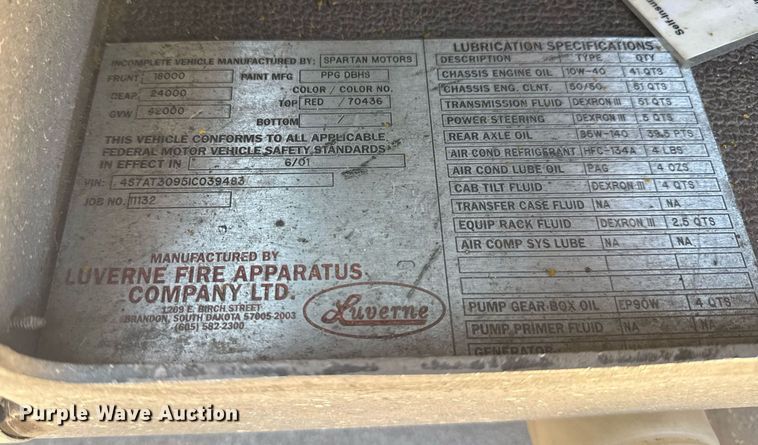 Self-Insur
INCOMPLETE VEHICLE MANUFACTURED BY: SPARTAN MOTORS
FRONT 18000 PAINT MFG PPG DBHS
REAR 24000 COLOR / COLOR NO.
TOP RED / 70436
GVW 42000
BOTTOM /
THIS VEHICLE CONFORMS TO ALL APPLICABLE
FEDERAL MOTOR VEHICLE SAFETY STANDARDS
IN EFFECT IN 6/01
VIN: 4S7AT3095IC039483
JOB NO. 11132
MANUFACTURED BY
LUVERNE FIRE APPARATUS
COMPANY LTD.
1209 E. BIRCH STREET
BRANDON, SOUTH DAKOTA 57005-2003
(605) 582-2300
Luverne
LUBRICATION SPECIFICATIONS
DESCRIPTION TYPE QTY
CHASSIS ENGINE OIL 10W-40 41 QTS
CHASSIS ENG. CLNT. 50/50 61 QTS
TRANSMISSION FLUID DEXRON III 51 QTS
POWER STEERING DEXRON III 5 QTS
REAR AXLE OIL 85W-140 39.5 PTS
AIR COND REFRIGERANT HFC-134A 4 LBS
AIR COND LUBE OIL PAG 4 OZS
CAB TILT FLUID DEXRON III 4 QTS
TRANSFER CASE FLUID NA NA
EQUIP RACK FLUID DEXRON III 2.5 QTS
AIR COMP SYS LUBE NA NA
PUMP GEAR BOX OIL EP90W 4 QTS
PUMP PRIMER FLUID NA NA
GENERATOR
Purple Wave Auction